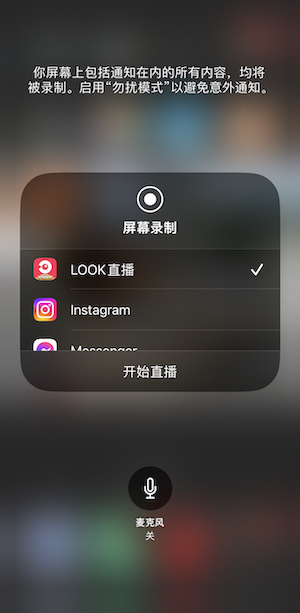 你屏幕上包括通知在内的所有内容，均将
被录制。启用“勿扰模式”以避免意外通知。
屏幕录制
LOOK直播
Instagram
Messenger
开始直播
麦克风
关